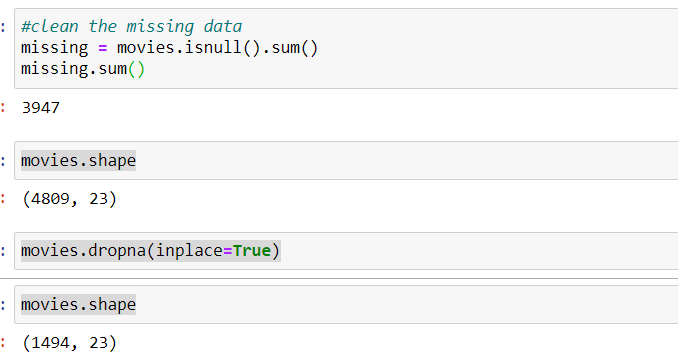 : #clean the missing data
missing = movies.isnull().sum()
missing.sum()
: 3947
: movies.shape
: (4809, 23)
: movies.dropna(inplace=True)
: movies.shape
: (1494, 23)